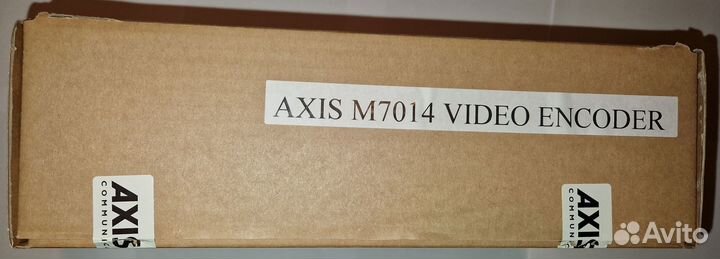 AXIS M7014 VIDEO ENCODER
AXIS
AXIS
Avito